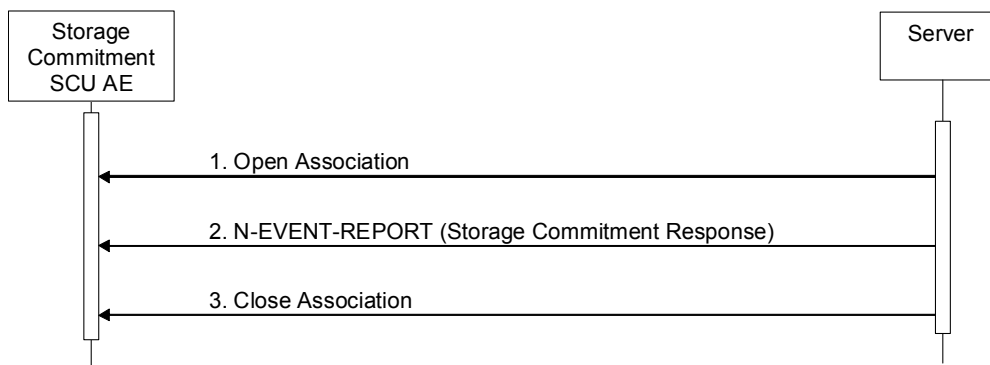 Storage
Commitment
SCU AE
Server
1. Open Association
2. N-EVENT-REPORT (Storage Commitment Response)
3. Close Association